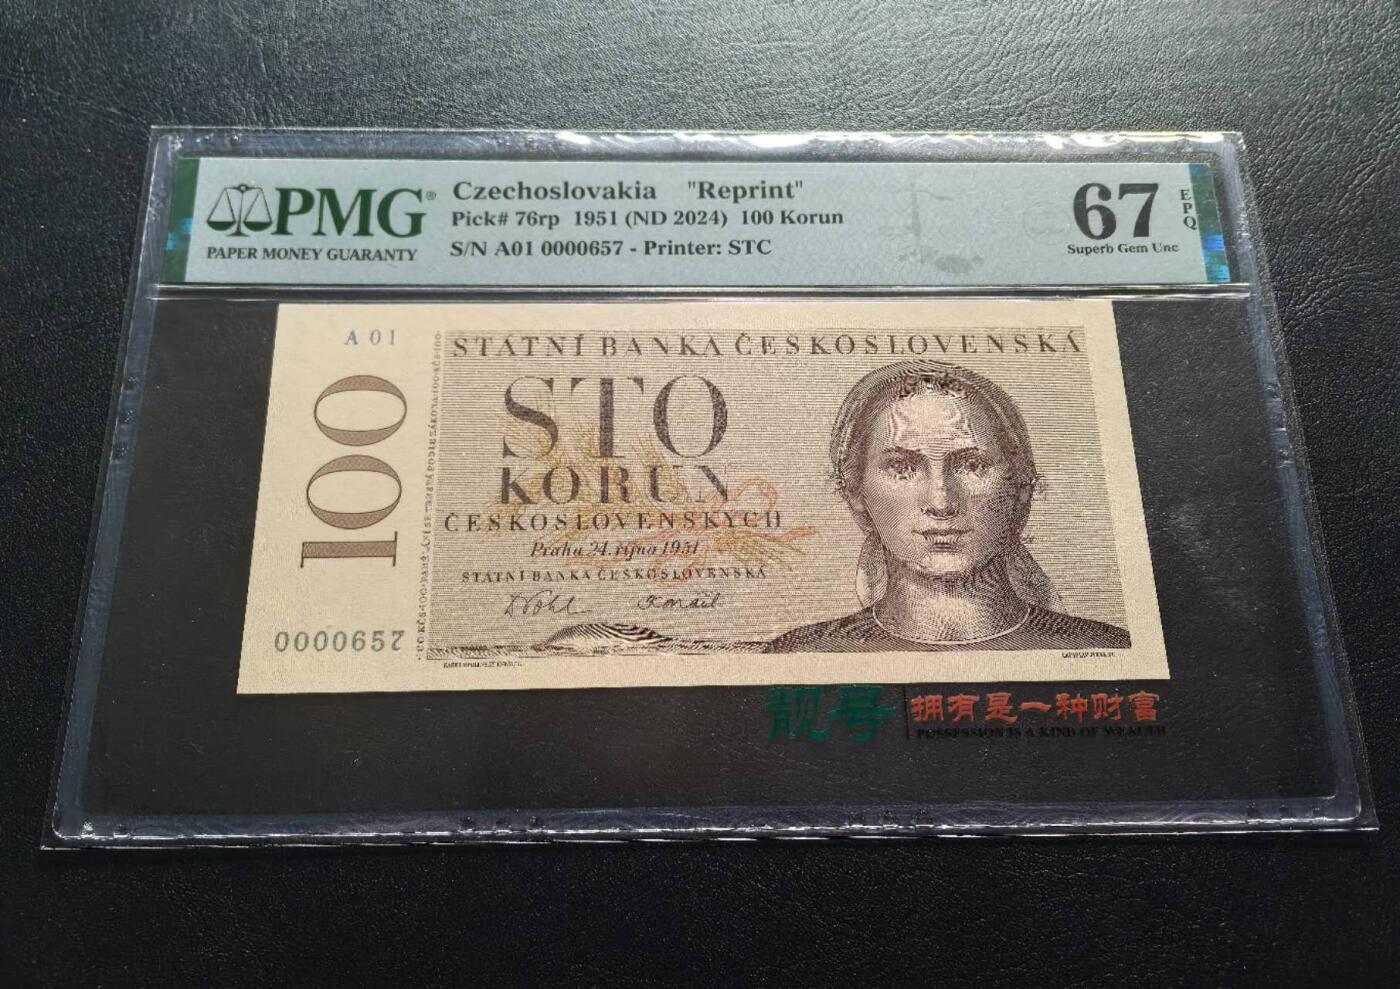 PMG®
PAPER MONEY GUARANTY
Czechoslovakia "Reprint"
Pick# 76rp 1951 (ND 2024) 100 Korun
S/N A01 0000657 - Printer: STC
67
EPQ
Superb Gem Unc
A 01
100
0000657
STÁTNÍ BANKA ČESKOSLOVENSKÁ
STO
KORUN
ČESKOSLOVENSKÝCH
Praha 24. října 1951
STÁTNÍ BANKA ČESKOSLOVENSKÁ
靓号
拥有是一种财富
POSSESSION IS A KIND OF WEALTH